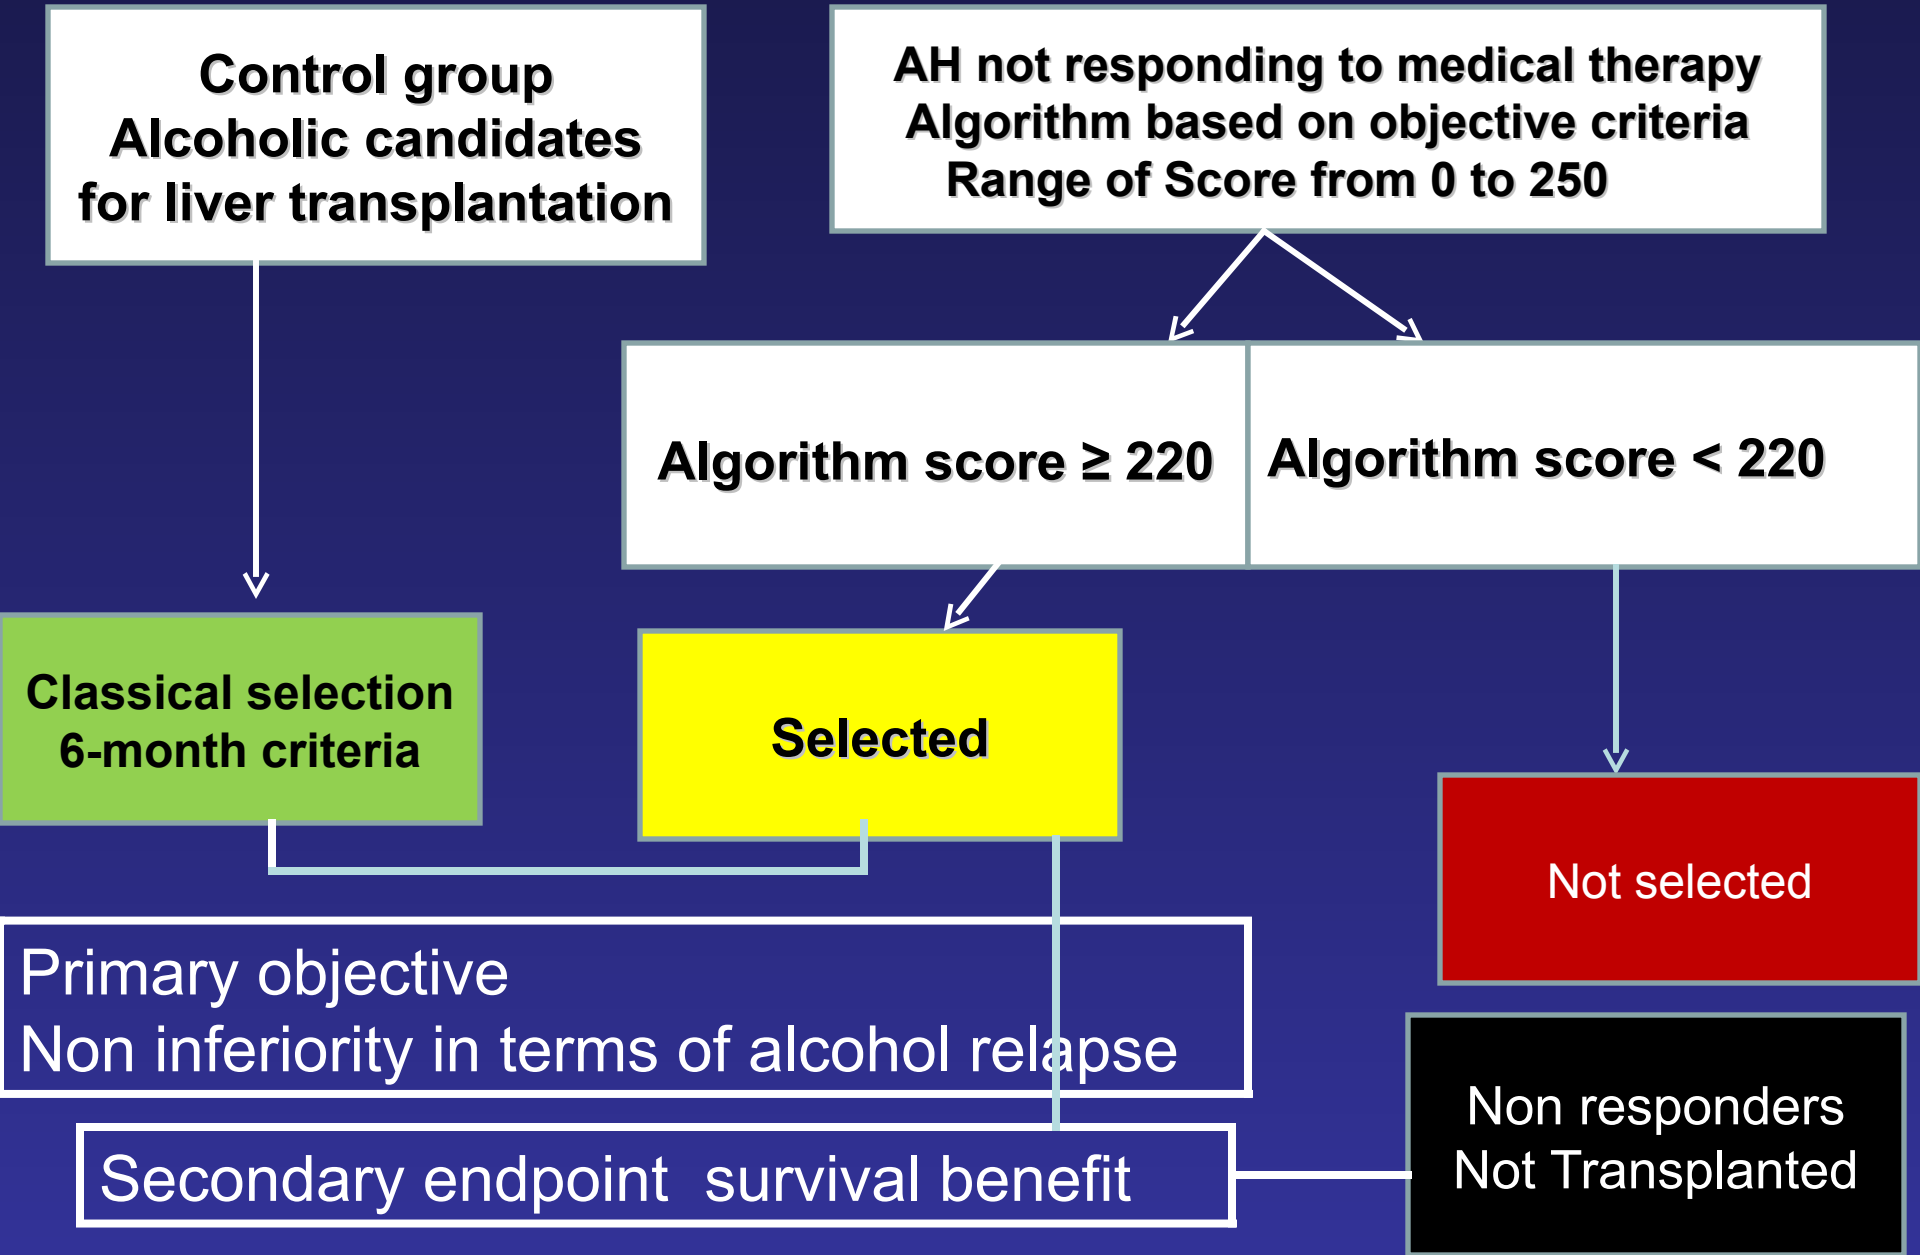 Control group
Alcoholic candidates
for liver transplantation
AH not responding to medical therapy
Algorithm based on objective criteria
Range of Score from 0 to 250
Algorithm score ≥ 220
Algorithm score < 220
Classical selection
6-month criteria
Selected
Not selected
Primary objective
Non inferiority in terms of alcohol relapse
Secondary endpoint  survival benefit
Non responders
Not Transplanted